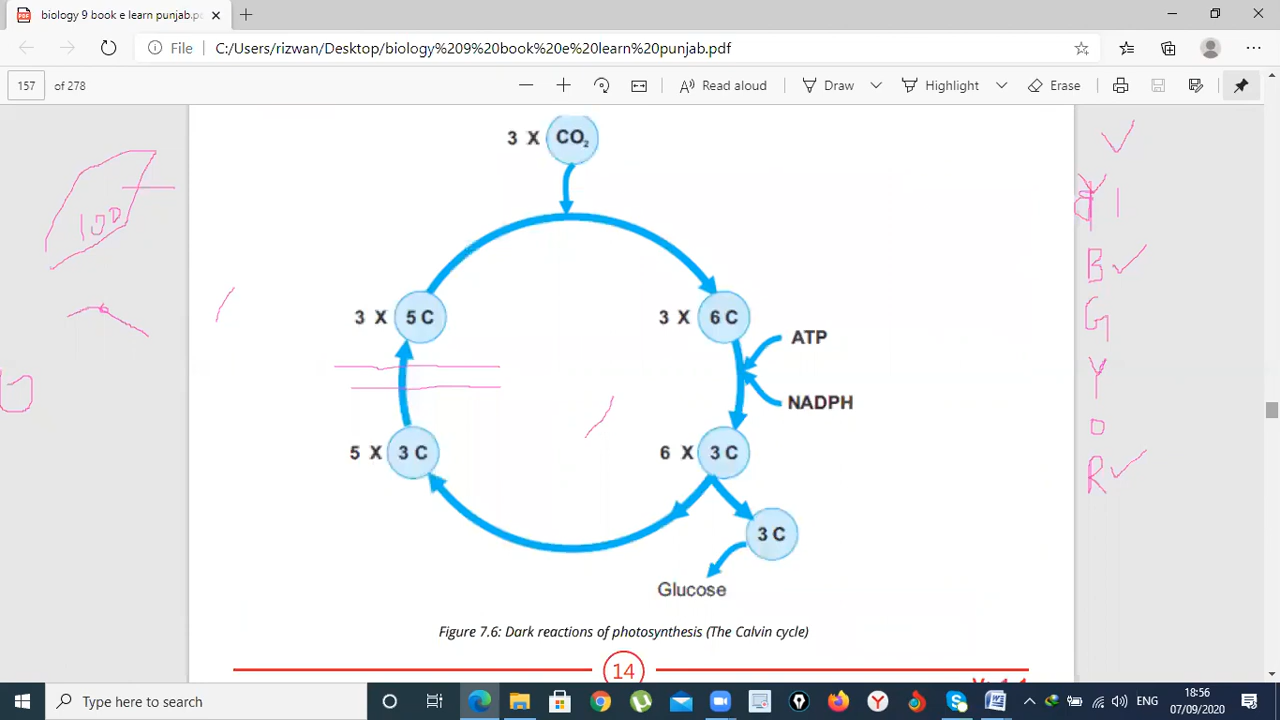 biology 9 book e learn punjab.pd
File C:/Users/rizwan/Desktop/biology%209%20book%20e%20learn%20punjab.pdf
157 of 278 Read aloud Draw Highlight Erase
3 X CO₂
3 X 5 C
3 X 6 C
ATP
NADPH
5 X 3 C
6 X 3 C
3 C
Glucose
Figure 7.6: Dark reactions of photosynthesis (The Calvin cycle)
14
100
V
I
B
G
Y
O
R
Type here to search
ENG
18:56
07/09/2020